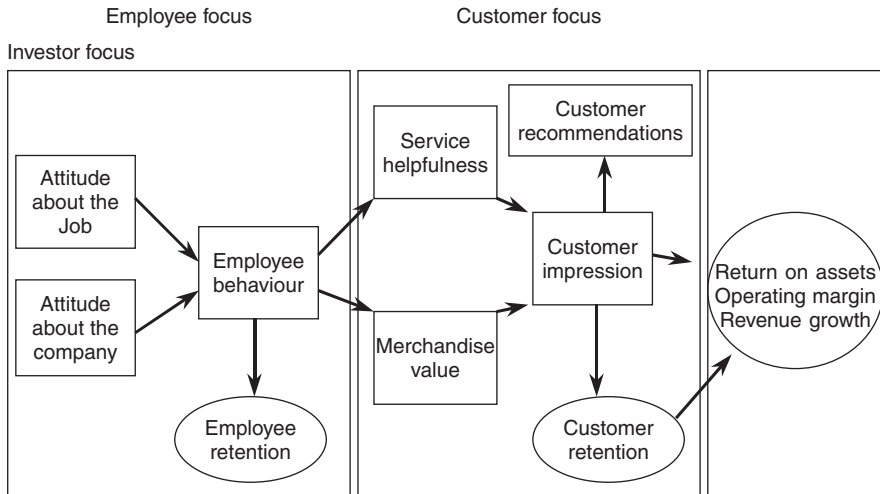 Employee focus
Customer focus
Investor focus
Attitude
about the
Job
Attitude
about the
company
Employee
behaviour
Employee
retention
Service
helpfulness
Merchandise
value
Customer
recommendations
Customer
impression
Customer
retention
Return on assets
Operating margin
Revenue growth